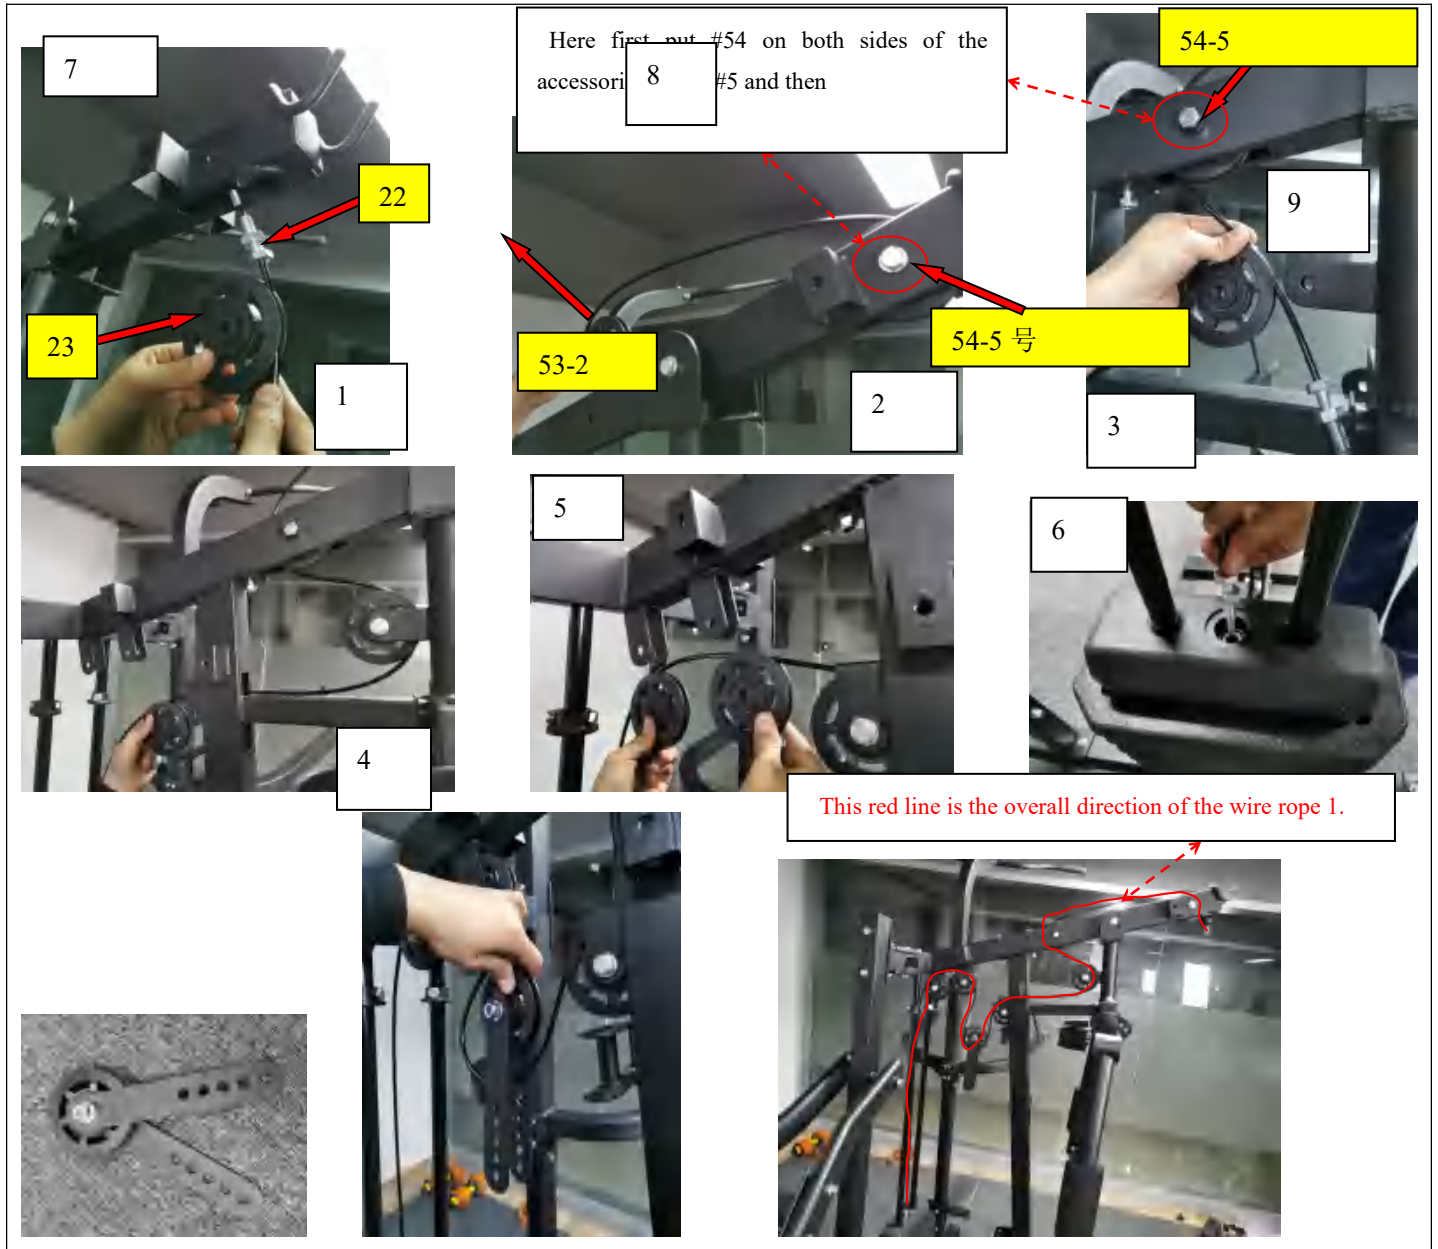 7
Here first put #54 on both sides of the
accessori
8
#5 and then
54-5
22
9
23
53-2
54-5 号
1
2
3
5
6
4
This red line is the overall direction of the wire rope 1.